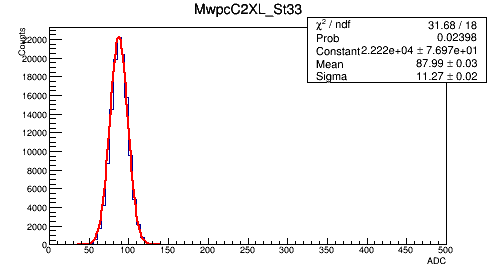 MwpcC2XL_St33
χ² / ndf 31.68 / 18
Prob 0.02398
Constant 2.222e+04 ± 7.697e+01
Mean 87.99 ± 0.03
Sigma 11.27 ± 0.02
Counts
22000
20000
18000
16000
14000
12000
10000
8000
6000
4000
2000
0
0 50 100 150 200 250 300 350 400 450 500
ADC